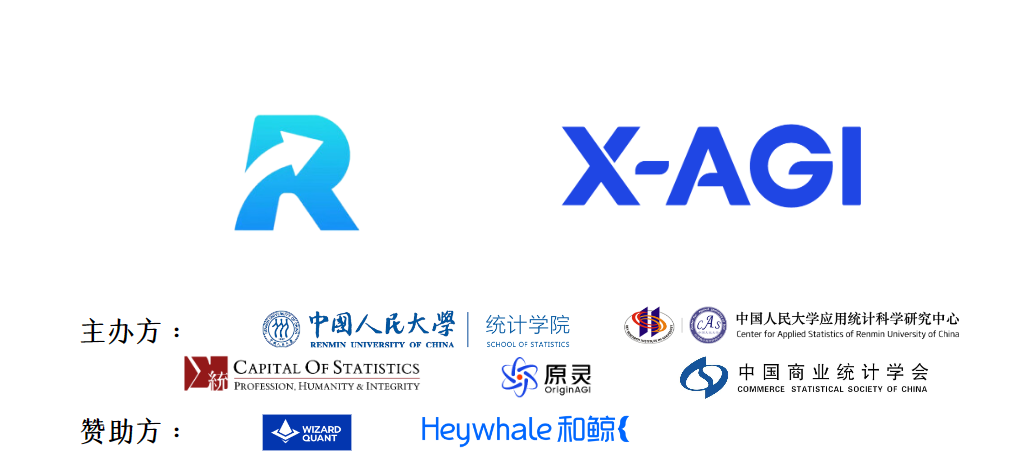 R X-AGI
主办方： 中国人民大學 统计学院 中国人民大学应用统计科学研究中心
RENMIN UNIVERSITY OF CHINA SCHOOL OF STATISTICS Center for Applied Statistics of Renmin University of China
統 CAPITAL OF STATISTICS 原灵 中国商业统计学会
PROFESSION, HUMANITY & INTEGRITY OriginAGI COMMERCE STATISTICAL SOCIETY OF CHINA
赞助方： WIZARD QUANT Heywhale 和鲸